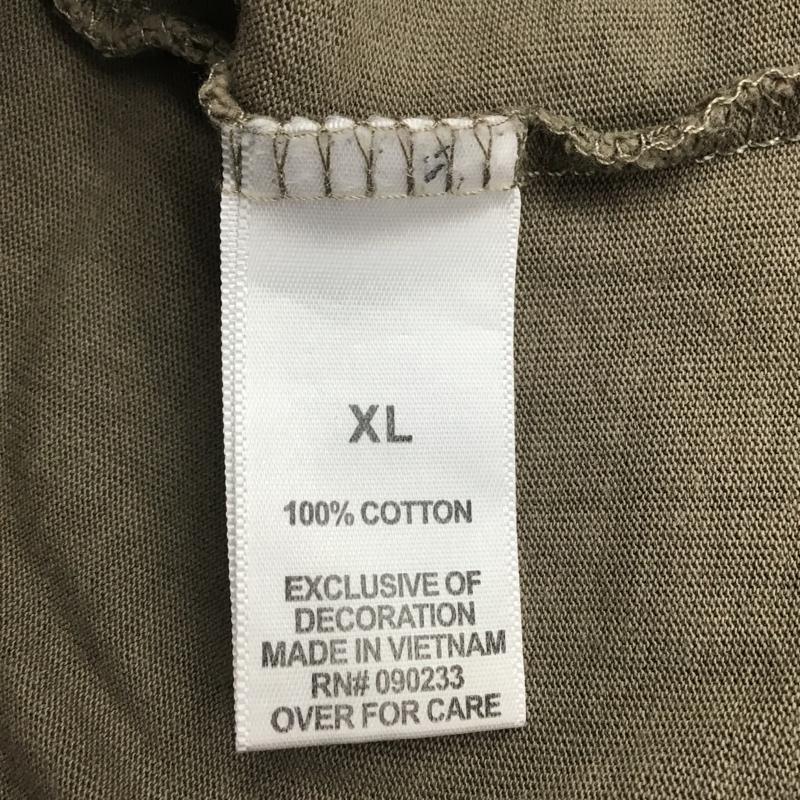 XL
100% COTTON
EXCLUSIVE OF
DECORATION
MADE IN VIETNAM
RN# 090233
OVER FOR CARE